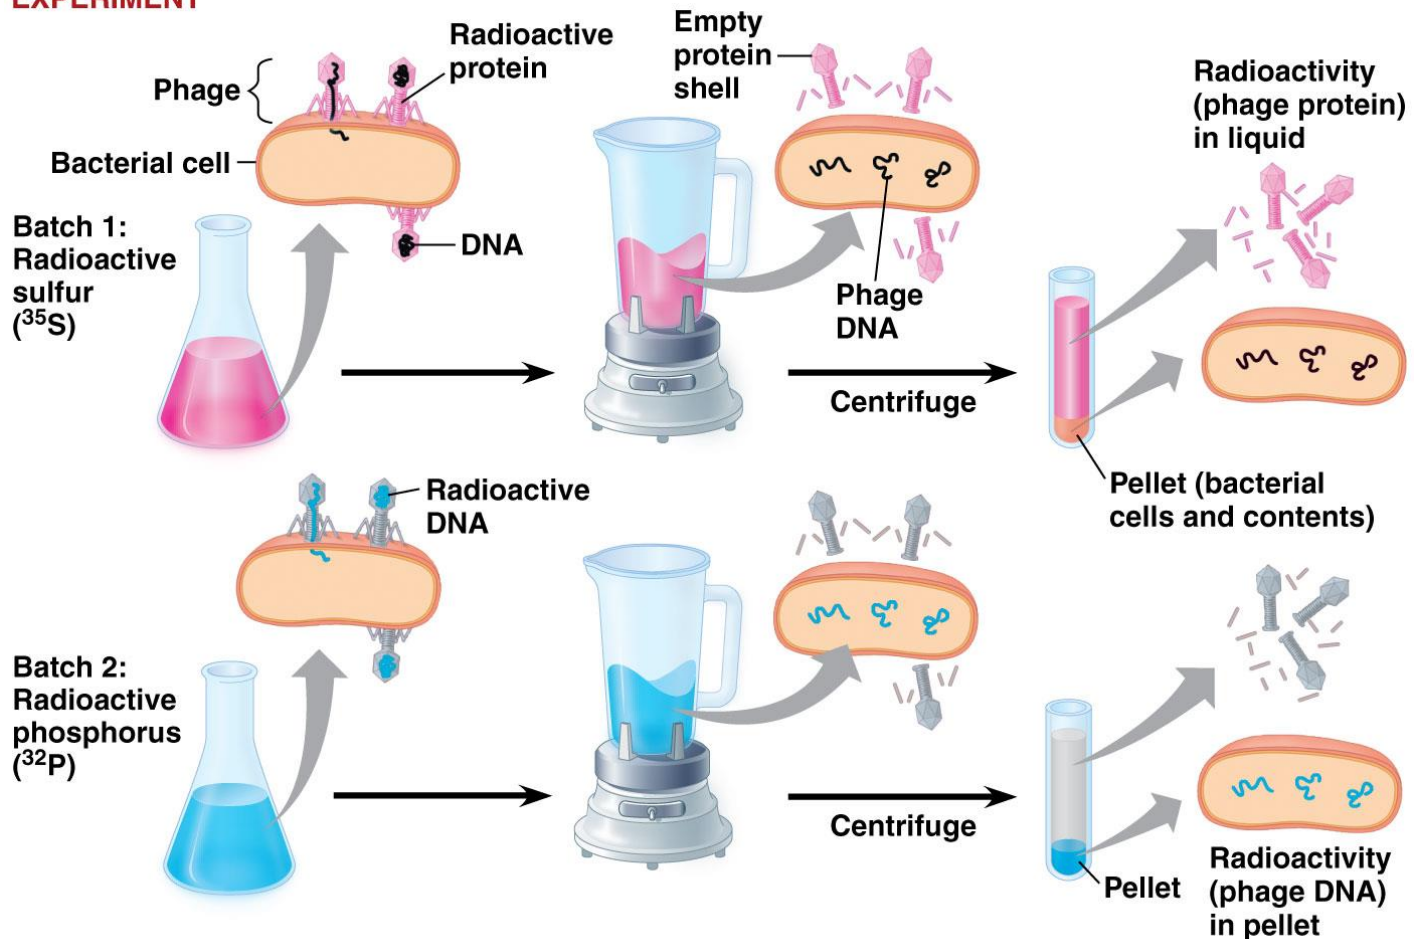 EXPERIMENT
Phage
Radioactive
protein
Bacterial cell
DNA
Batch 1:
Radioactive
sulfur
(³⁵S)
Empty
protein
shell
Phage
DNA
Centrifuge
Radioactivity
(phage protein)
in liquid
Pellet (bacterial
cells and contents)
Radioactive
DNA
Batch 2:
Radioactive
phosphorus
(³²P)
Centrifuge
Pellet
Radioactivity
(phage DNA)
in pellet